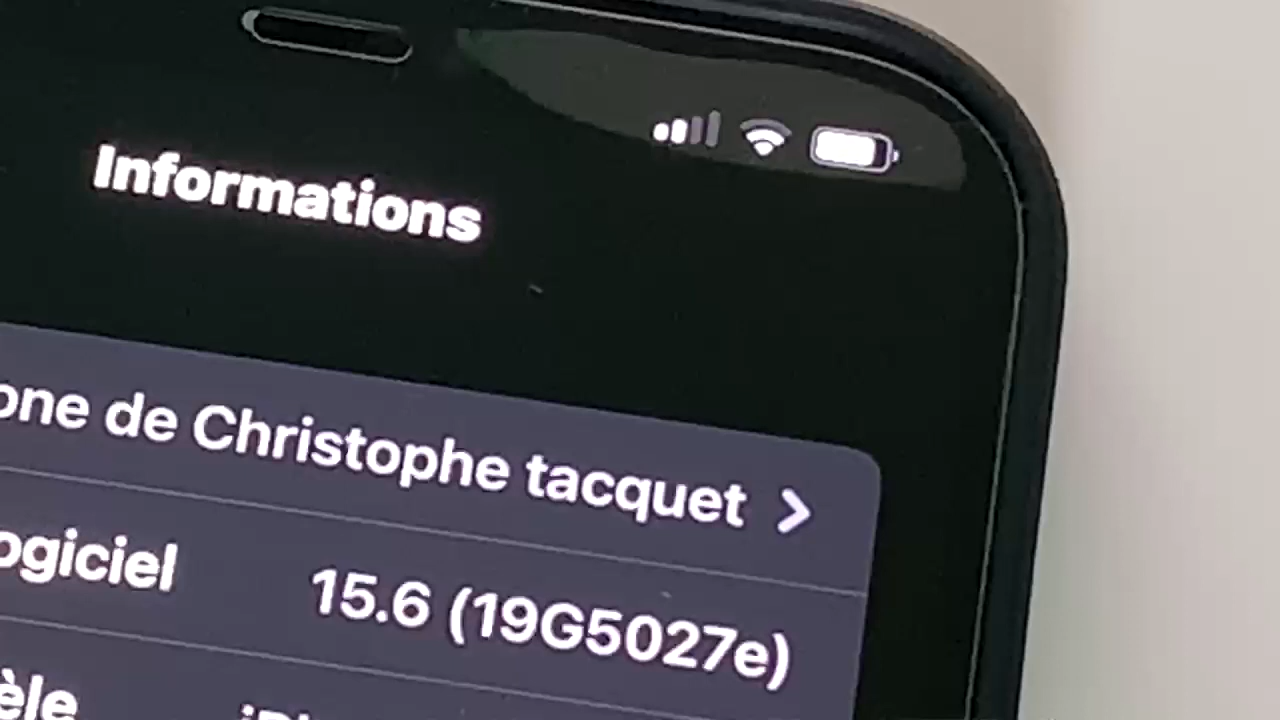 Informations
one de Christophe tacquet
ogiciel 15.6 (19G5027e)
èle